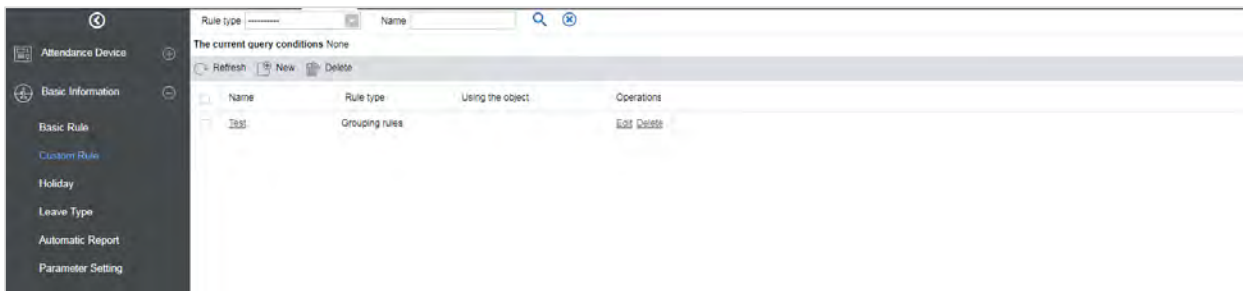 Rule type ---------- Name
The current query conditions None
Refresh New Delete
Name Rule type Using the object Operations
Test Grouping rules Edit Delete
Attendance Device
Basic Information
Basic Rule
Custom Rule
Holiday
Leave Type
Automatic Report
Parameter Setting